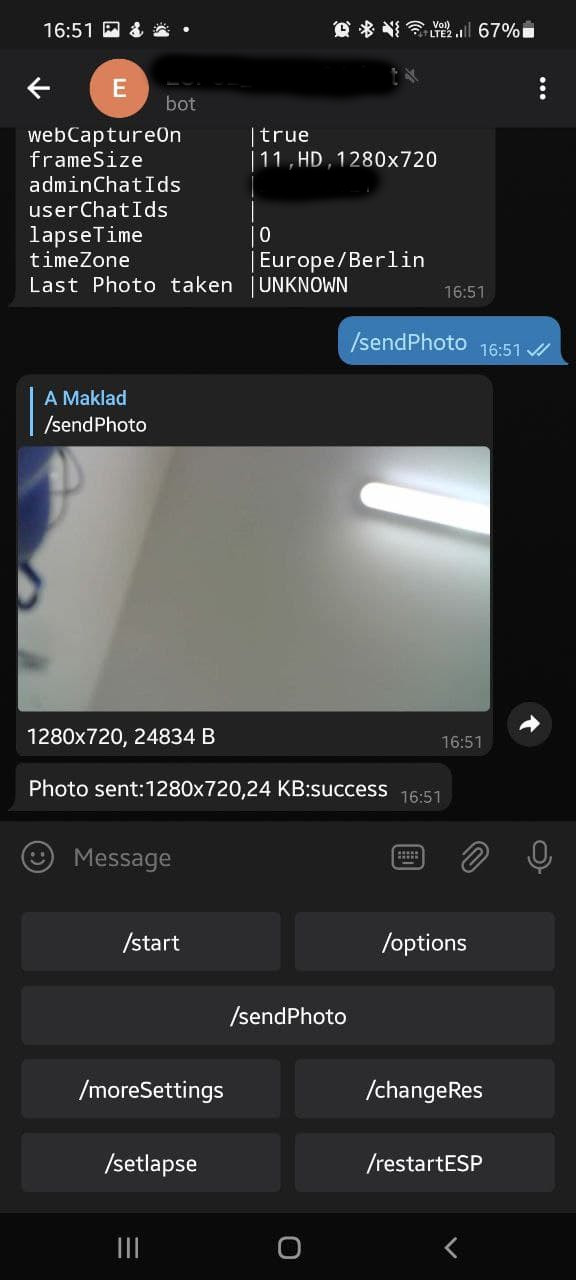 16:51
Vo))
LTE2
67%
E
bot
webCaptureOn |true
frameSize |11,HD,1280x720
adminChatIds
userChatIds |
lapseTime |0
timeZone |Europe/Berlin
Last Photo taken |UNKNOWN
16:51
/sendPhoto 16:51
A Maklad
/sendPhoto
1280x720, 24834 B
16:51
Photo sent:1280x720,24 KB:success 16:51
Message
/start /options
/sendPhoto
/moreSettings /changeRes
/setlapse /restartESP